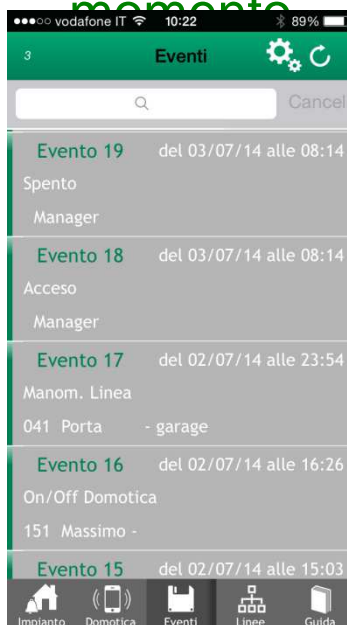 momento
vodafone IT 10:22 89%
3 Eventi
Cancel
Evento 19 del 03/07/14 alle 08:14
Spento
Manager
Evento 18 del 03/07/14 alle 08:14
Acceso
Manager
Evento 17 del 02/07/14 alle 23:54
Manom. Linea
041 Porta - garage
Evento 16 del 02/07/14 alle 16:26
On/Off Domotica
151 Massimo -
Evento 15 del 02/07/14 alle 15:03
Impianto Domotica Eventi Linee Guida